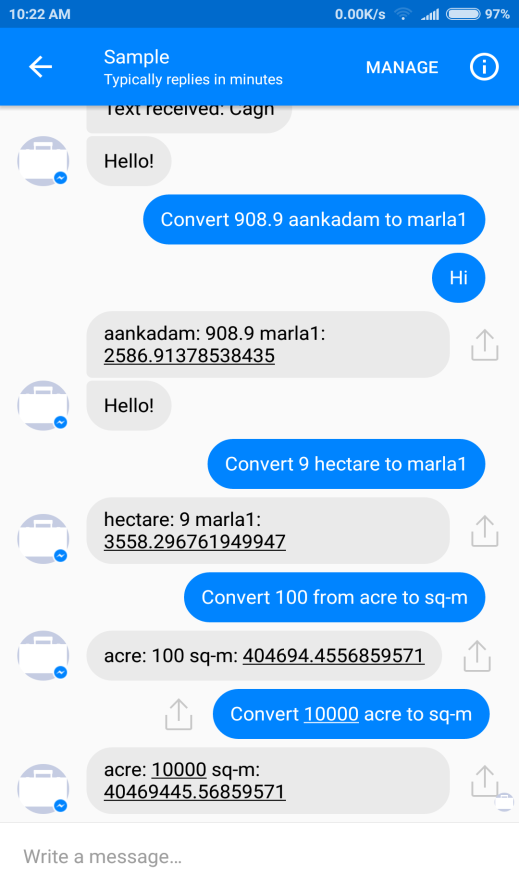 10:22 AM 0.00K/s 97%
Sample
Typically replies in minutes
MANAGE
Text received: Cagh
Hello!
Convert 908.9 aankadam to marla1
Hi
aankadam: 908.9 marla1:
2586.91378538435
Hello!
Convert 9 hectare to marla1
hectare: 9 marla1:
3558.296761949947
Convert 100 from acre to sq-m
acre: 100 sq-m: 404694.4556859571
Convert 10000 acre to sq-m
acre: 10000 sq-m:
40469445.56859571
Write a message...